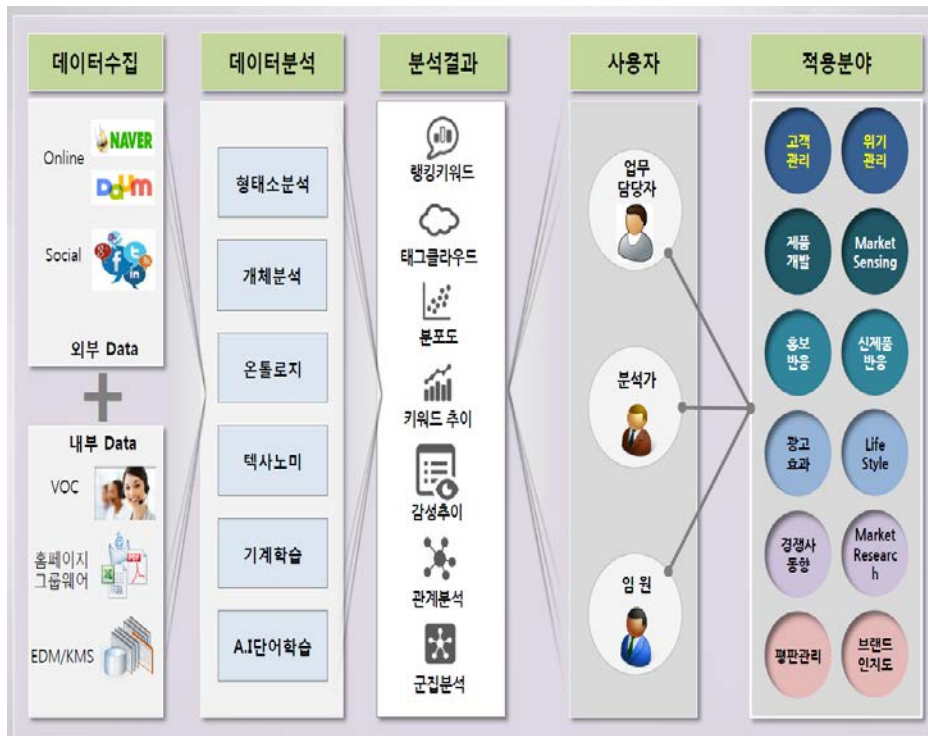 데이터수집
데이터분석
분석결과
사용자
적용분야
Online
NAVER
Daum
Social
외부 Data
내부 Data
VOC
홈페이지
그룹웨어
PDF
EDM/KMS
형태소분석
개체분석
온톨로지
텍사노미
기계학습
A.I단어학습
랭킹키워드
태그클라우드
분포도
키워드 추이
감성추이
관계분석
군집분석
업무
담당자
분석가
임 원
고객
관리
위기
관리
제품
개발
Market
Sensing
홍보
반응
신제품
반응
광고
효과
Life
Style
경쟁사
동향
Market
Researc
h
평판관리
브랜드
인지도